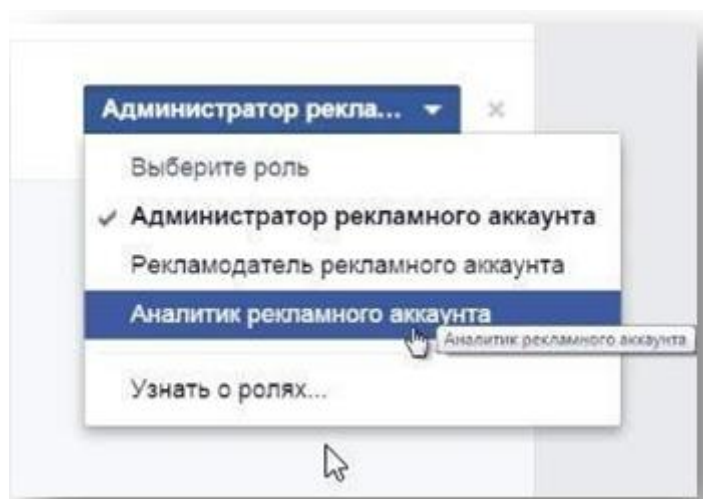 Администратор рекла...
Выберите роль
Администратор рекламного аккаунта
Рекламодатель рекламного аккаунта
Аналитик рекламного аккаунта
Аналитик рекламного аккаунта
Узнать о ролях...